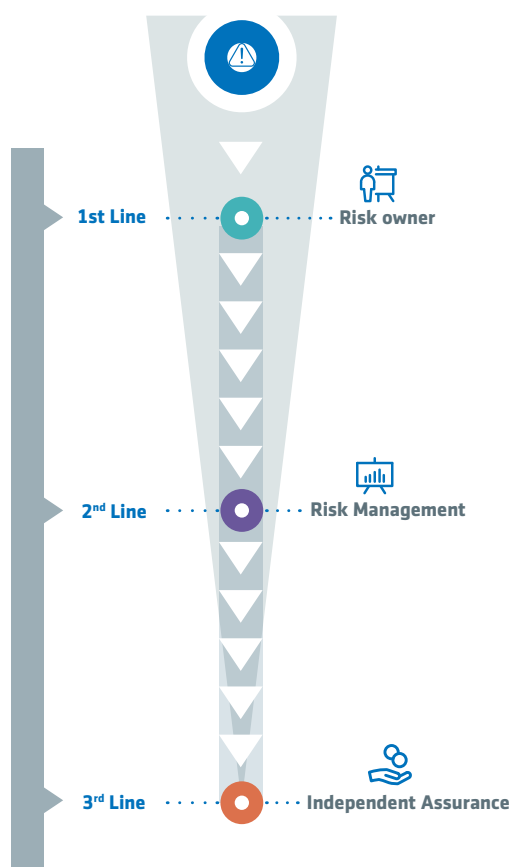 1st Line
Risk owner
2nd Line
Risk Management
3rd Line
Independent Assurance